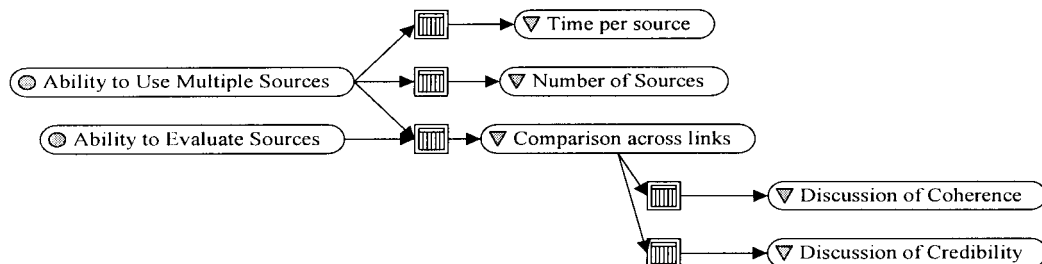 Time per source
Ability to Use Multiple Sources
Number of Sources
Ability to Evaluate Sources
Comparison across links
Discussion of Coherence
Discussion of Credibility